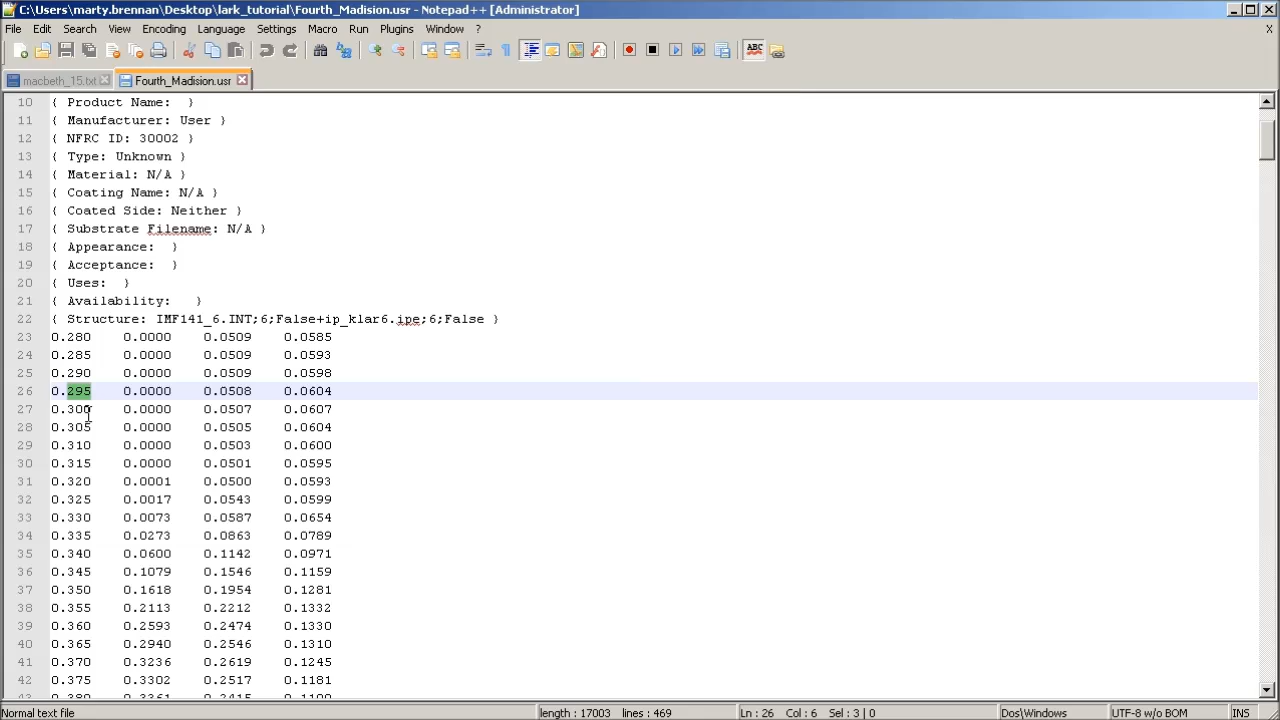 C:\Users\marty.brennan\Desktop\lark_tutorial\Fourth_Madision.usr - Notepad++ [Administrator]
File Edit Search View Encoding Language Settings Macro Run Plugins Window ? X
ABC
macbeth_15.txt Fourth_Madision.usr
10 { Product Name:  }
11 { Manufacturer: User }
12 { NFRC ID: 30002 }
13 { Type: Unknown }
14 { Material: N/A }
15 { Coating Name: N/A }
16 { Coated Side: Neither }
17 { Substrate Filename: N/A }
18 { Appearance:  }
19 { Acceptance:  }
20 { Uses:  }
21 { Availability:   }
22 { Structure: IMF141_6.INT;6;False+ip_klar6.ipe;6;False }
23 0.280 0.0000 0.0509 0.0585
24 0.285 0.0000 0.0509 0.0593
25 0.290 0.0000 0.0509 0.0598
26 0.295 0.0000 0.0508 0.0604
27 0.300 0.0000 0.0507 0.0607
28 0.305 0.0000 0.0505 0.0604
29 0.310 0.0000 0.0503 0.0600
30 0.315 0.0000 0.0501 0.0595
31 0.320 0.0001 0.0500 0.0593
32 0.325 0.0017 0.0543 0.0599
33 0.330 0.0073 0.0587 0.0654
34 0.335 0.0273 0.0863 0.0789
35 0.340 0.0600 0.1142 0.0971
36 0.345 0.1079 0.1546 0.1159
37 0.350 0.1618 0.1954 0.1281
38 0.355 0.2113 0.2212 0.1332
39 0.360 0.2593 0.2474 0.1330
40 0.365 0.2940 0.2546 0.1310
41 0.370 0.3236 0.2619 0.1245
42 0.375 0.3302 0.2517 0.1181
43 0.380 0.3361 0.2415 0.1100
Normal text file length : 17003 lines : 469 Ln : 26 Col : 6 Sel : 3 | 0 Dos\Windows UTF-8 w/o BOM INS